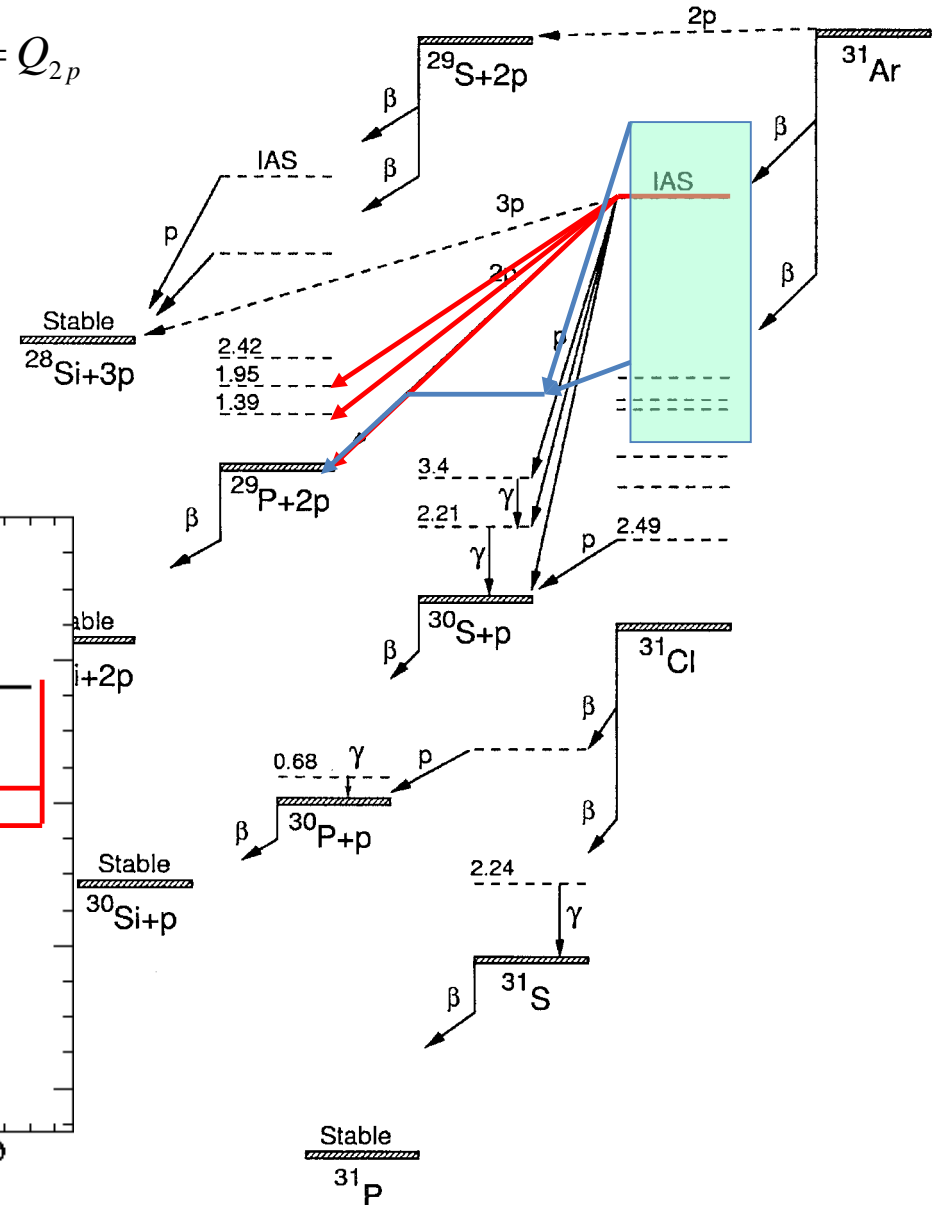 = Q₂ₚ
2p
²⁹S+2p
³¹Ar
β
β
β
β
IAS
IAS
p
3p
2p
p
Stable
²⁸Si+3p
2.42
1.95
1.39
²⁹P+2p
β
3.4
γ
2.21
γ
2.49
p
³⁰S+p
β
³¹Cl
β
β
able
i+2p
p
0.68
γ
³⁰P+p
β
Stable
³⁰Si+p
2.24
γ
³¹S
β
Stable
³¹P